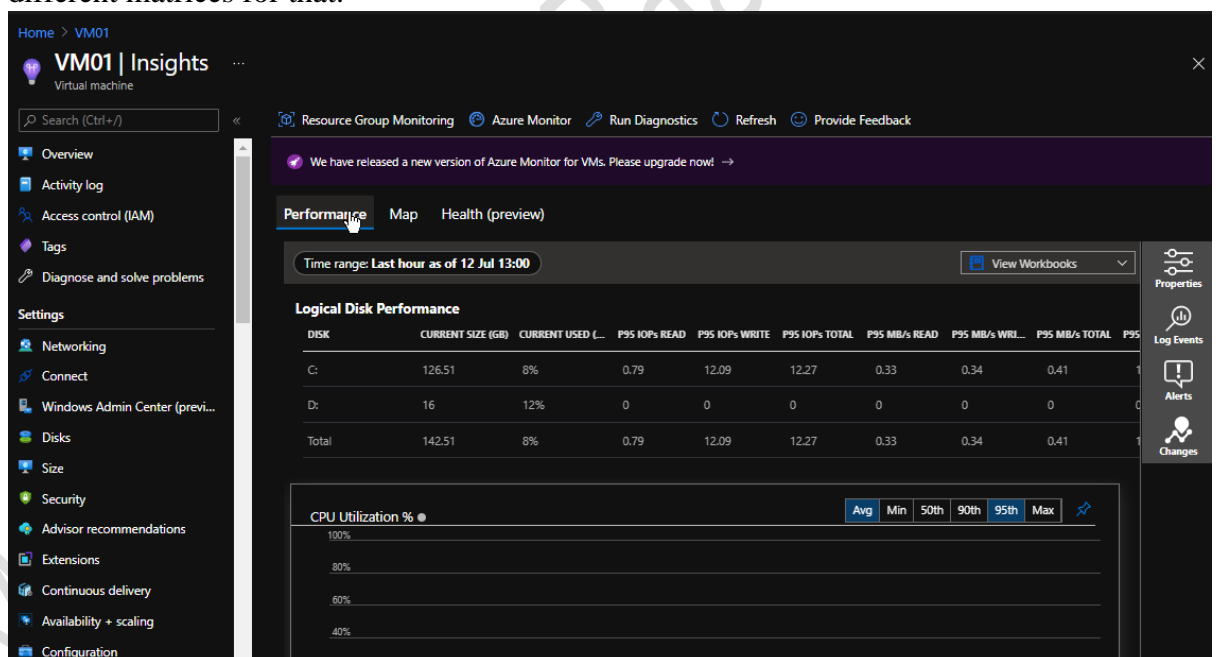 different matrices for that.
Home > VM01
VM01 | Insights ...
Virtual machine
Search (Ctrl+/) «
Resource Group Monitoring Azure Monitor Run Diagnostics Refresh Provide Feedback
Overview
Activity log
Access control (IAM)
Tags
Diagnose and solve problems
Settings
Networking
Connect
Windows Admin Center (previ...
Disks
Size
Security
Advisor recommendations
Extensions
Continuous delivery
Availability + scaling
Configuration
We have released a new version of Azure Monitor for VMs. Please upgrade now! →
Performance Map Health (preview)
Time range: Last hour as of 12 Jul 13:00
View Workbooks
Logical Disk Performance
DISK CURRENT SIZE (GB) CURRENT USED (... P95 IOPs READ P95 IOPs WRITE P95 IOPs TOTAL P95 MB/s READ P95 MB/s WRI... P95 MB/s TOTAL P95
C: 126.51 8% 0.79 12.09 12.27 0.33 0.34 0.41 1
D: 16 12% 0 0 0 0 0 0
Total 142.51 8% 0.79 12.09 12.27 0.33 0.34 0.41 1
CPU Utilization %
Avg Min 50th 90th 95th Max
100%
80%
60%
40%
Properties
Log Events
Alerts
Changes